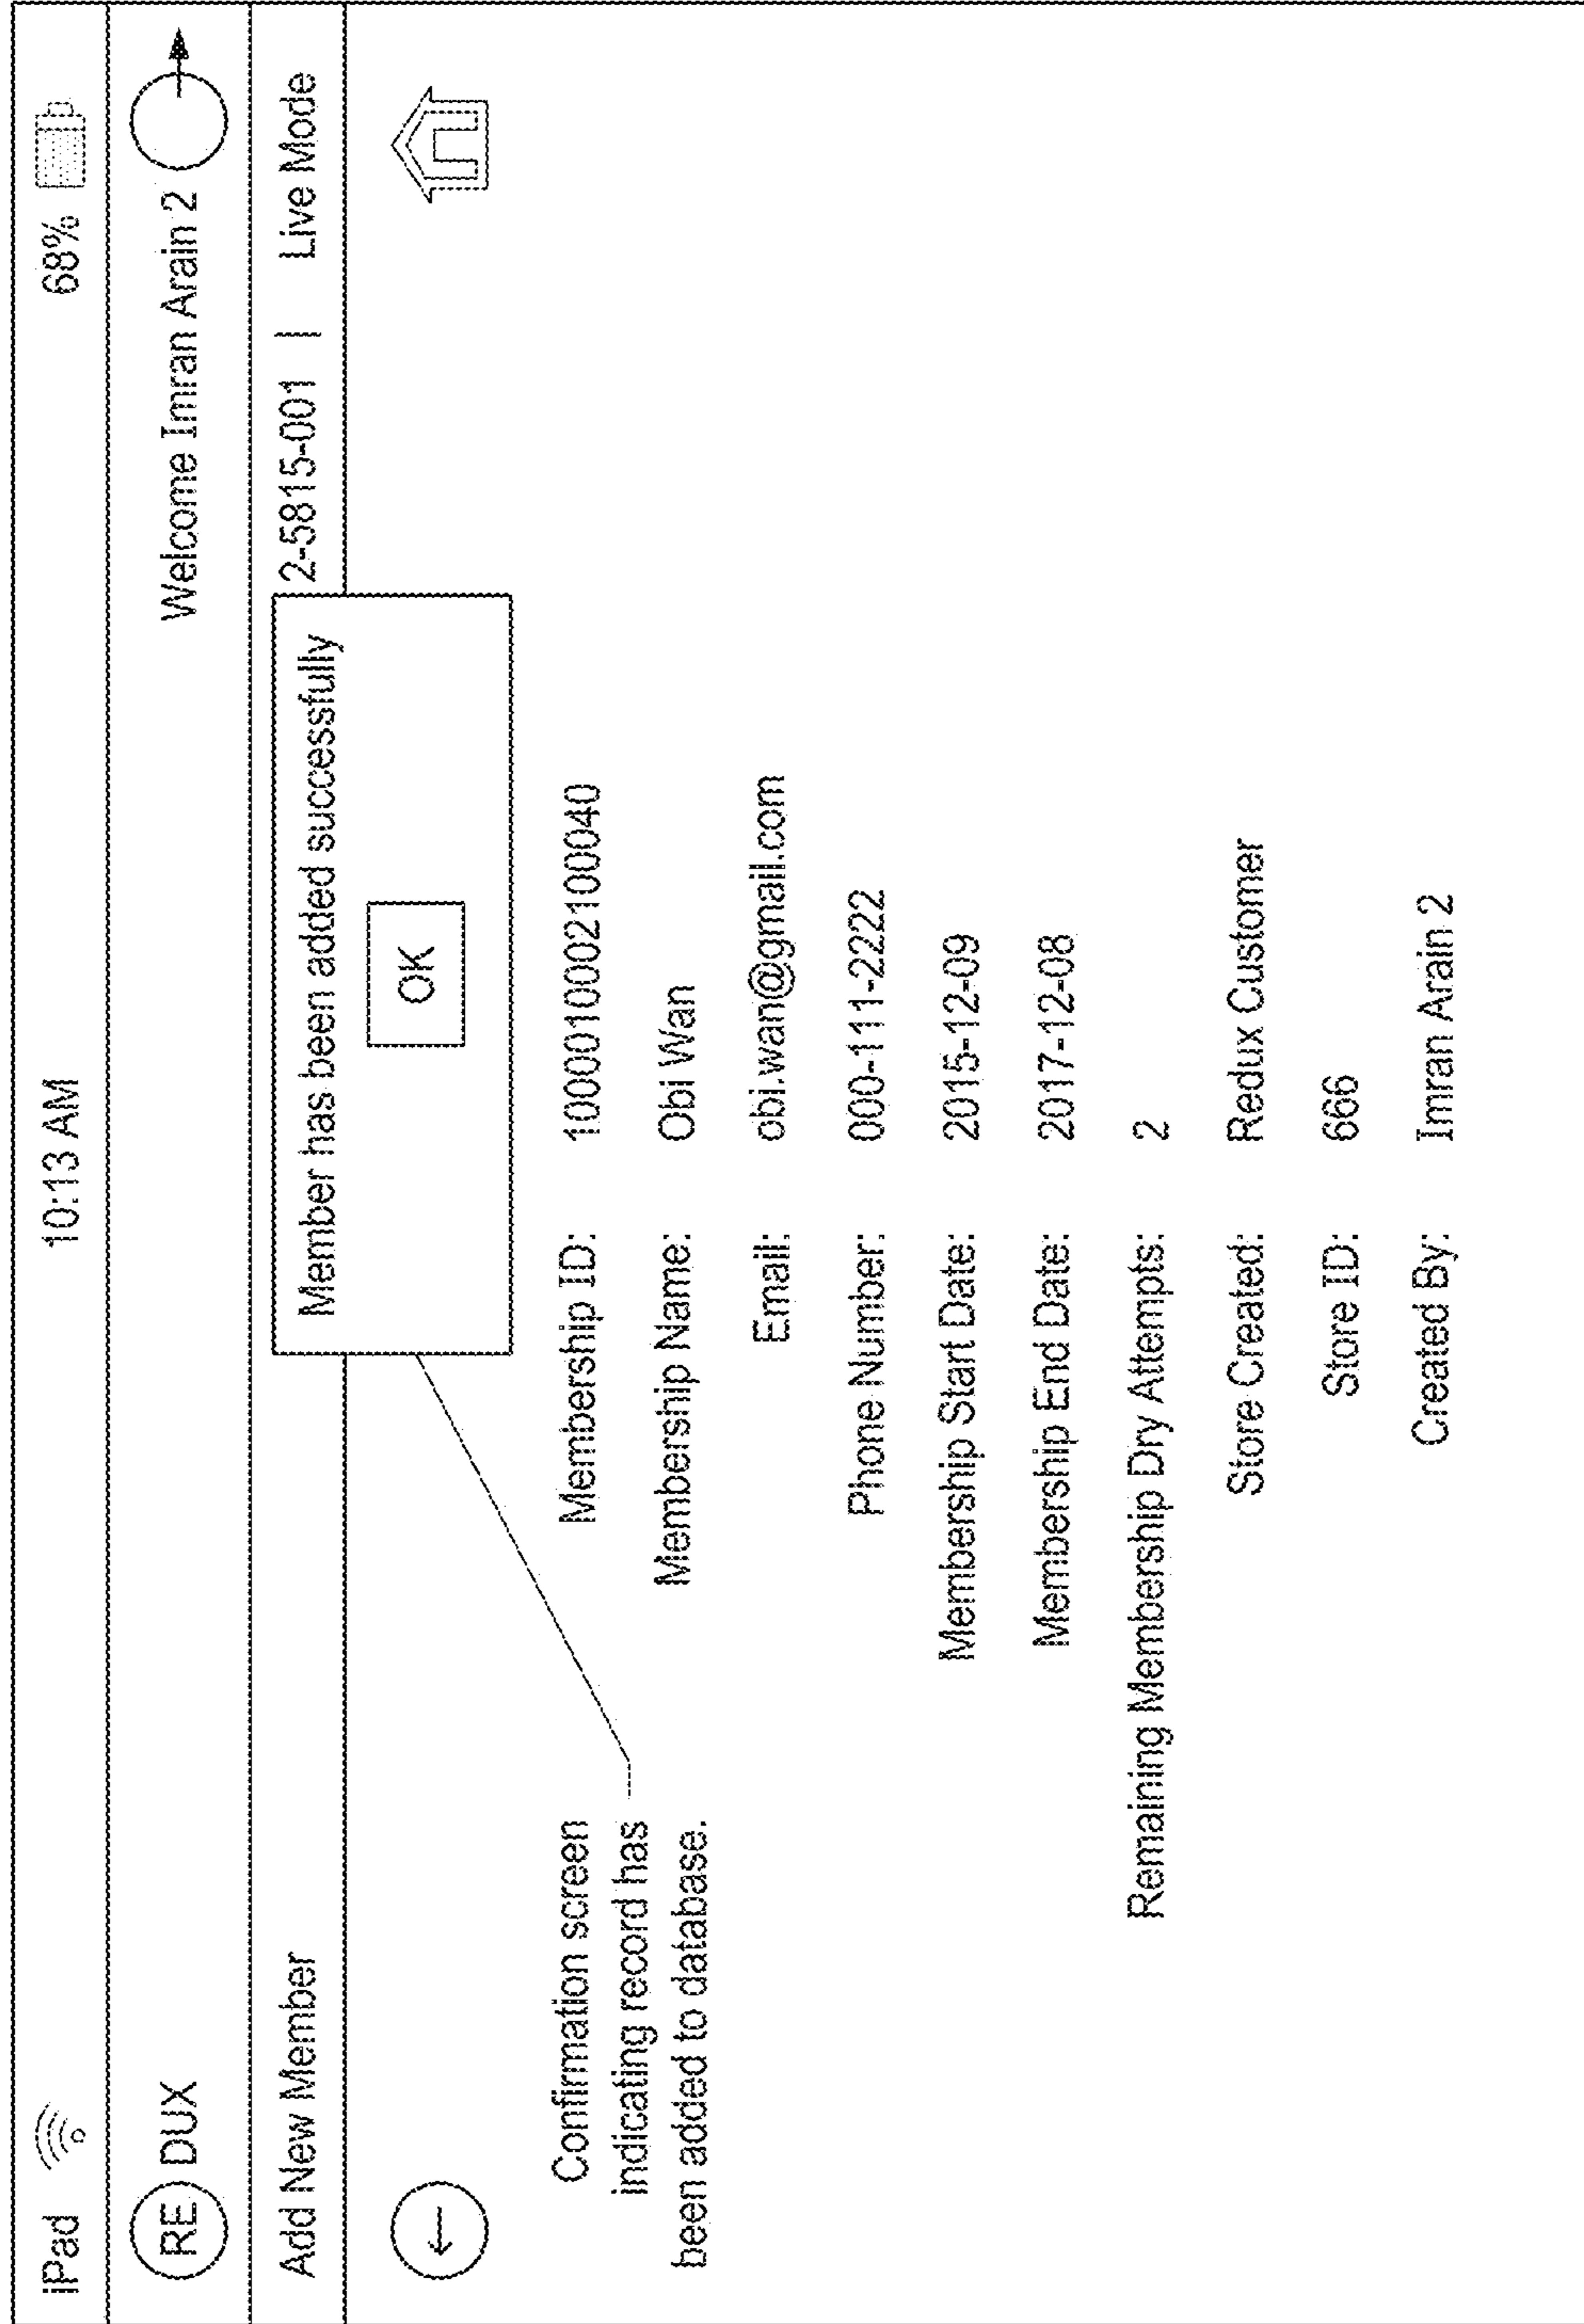 iPad 10:13 AM 68%
RE DUX Welcome Imran Arain 2
Add New Member 2-5815-001 | Live Mode
Member has been added successfully
OK
Confirmation screen
indicating record has
been added to database.
Membership ID: 1000010002100040
Membership Name: Obi Wan
Email: obi.wan@gmail.com
Phone Number: 000-111-2222
Membership Start Date: 2015-12-09
Membership End Date: 2017-12-08
Remaining Membership Dry Attempts: 2
Store Created: Redux Customer
Store ID: 666
Created By: Imran Arain 2